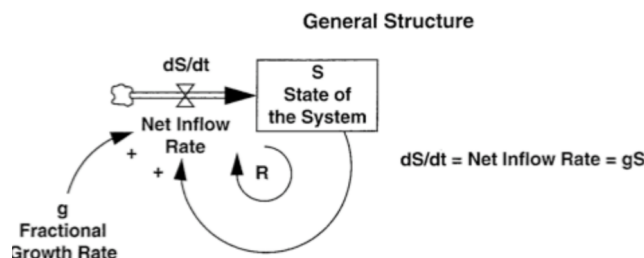 General Structure
dS/dt
S
State of
the System
Net Inflow
Rate
+
+
R
dS/dt = Net Inflow Rate = gS
g
Fractional
Growth Rate